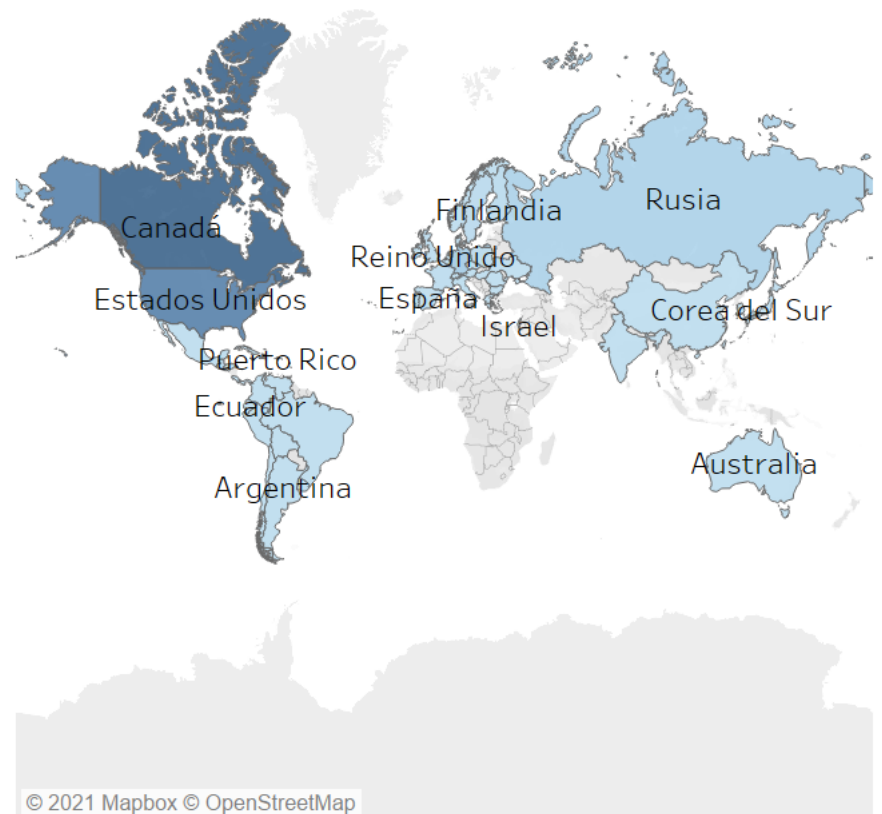 Canadá
Finlandia
Rusia
Reino Unido
Estados Unidos
España
Israel
Corea del Sur
Puerto Rico
Ecuador
Argentina
Australia
© 2021 Mapbox © OpenStreetMap